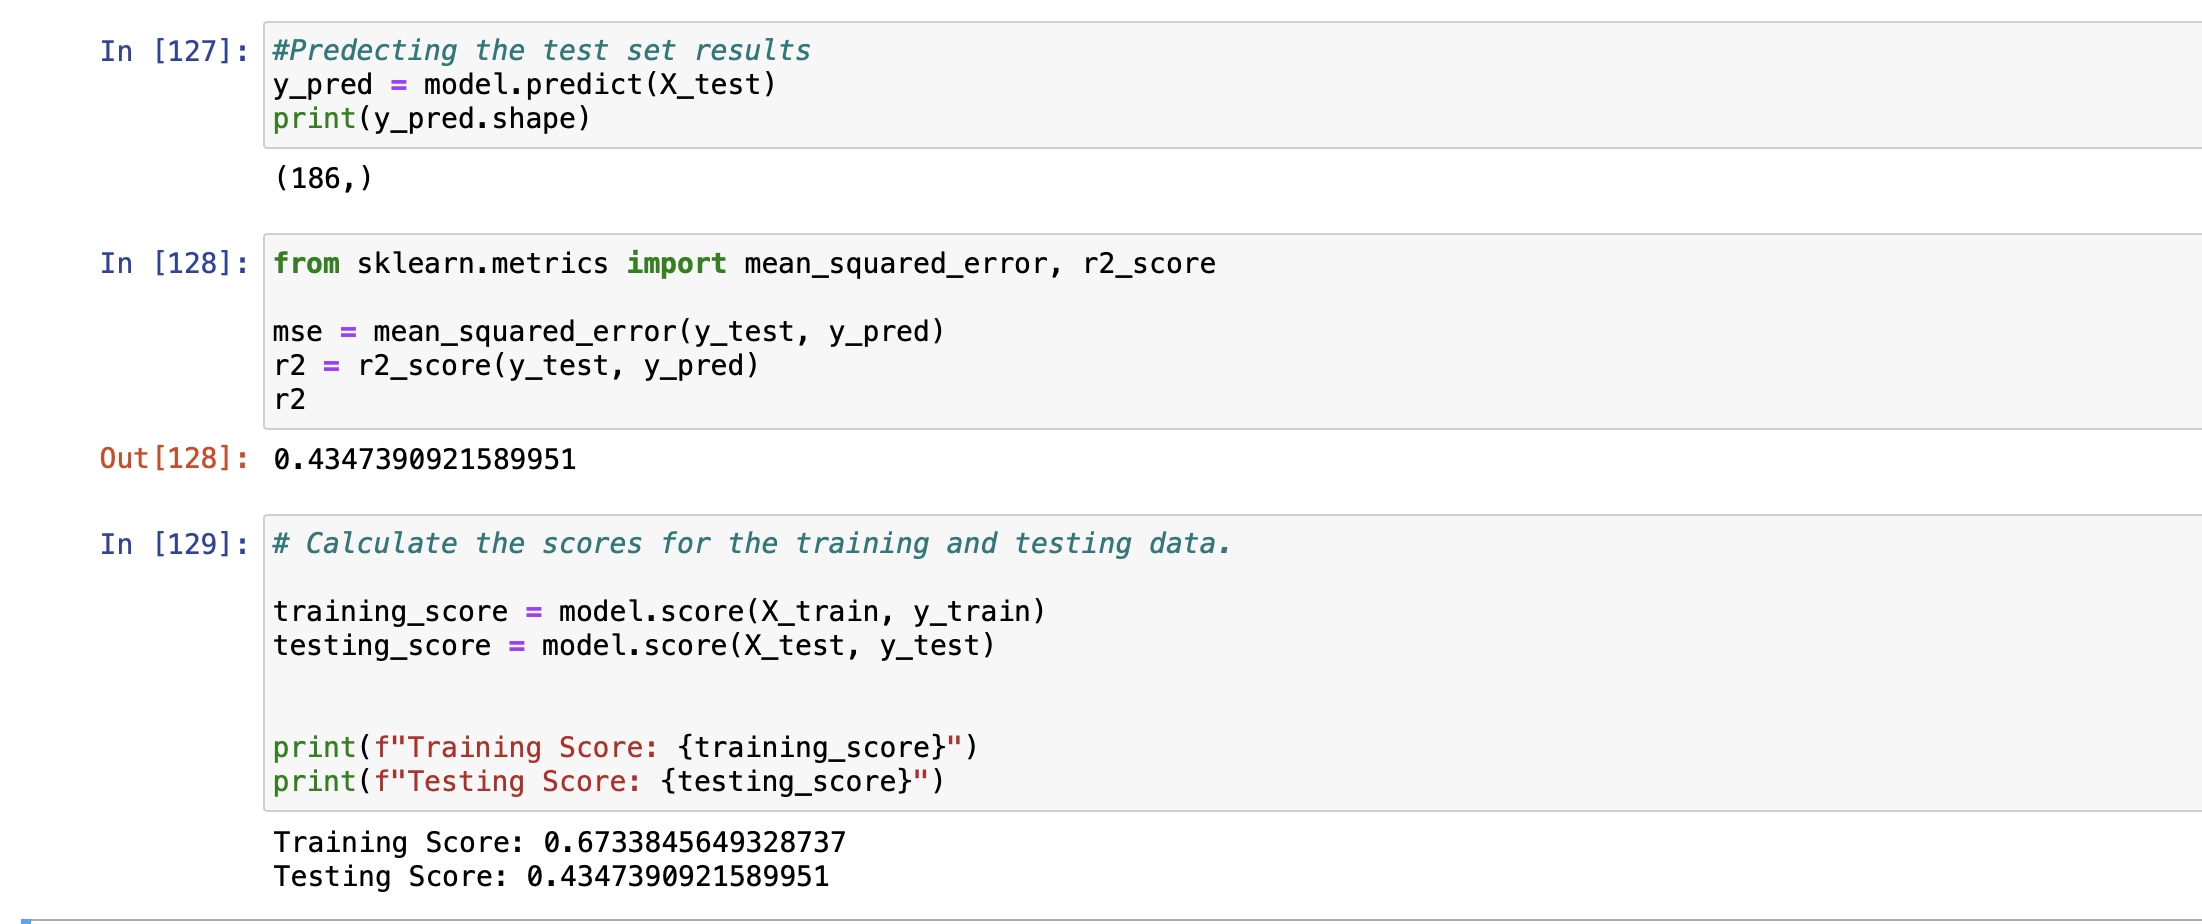 In [127]: #Predecting the test set results
y_pred = model.predict(X_test)
print(y_pred.shape)
(186,)
In [128]: from sklearn.metrics import mean_squared_error, r2_score
mse = mean_squared_error(y_test, y_pred)
r2 = r2_score(y_test, y_pred)
r2
Out[128]: 0.4347390921589951
In [129]: # Calculate the scores for the training and testing data.
training_score = model.score(X_train, y_train)
testing_score = model.score(X_test, y_test)
print(f"Training Score: {training_score}")
print(f"Testing Score: {testing_score}")
Training Score: 0.6733845649328737
Testing Score: 0.4347390921589951